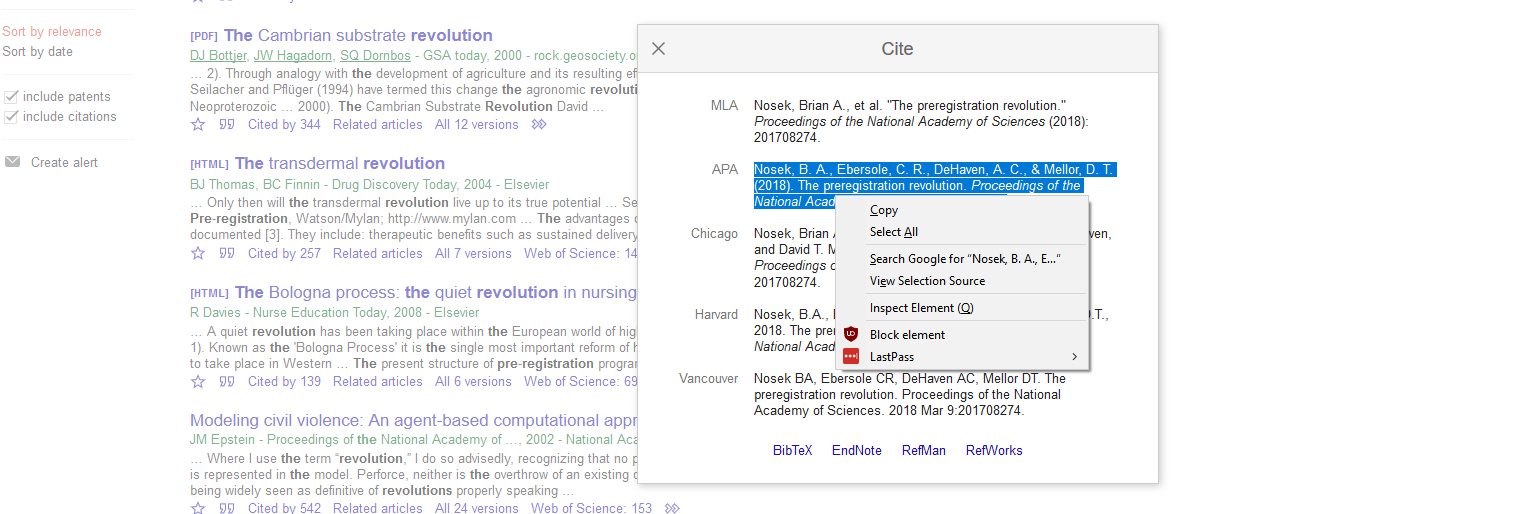 Sort by relevance
Sort by date
include patents
include citations
Create alert
[PDF] The Cambrian substrate revolution
DJ Bottjer, JW Hagadorn, SQ Dornbos - GSA today, 2000 - rock.geosociety.o
... 2). Through analogy with the development of agriculture and its resulting ef
Seilacher and Pflüger (1994) have termed this change the agronomic revoluti
Neoproterozoic ... 2000). The Cambrian Substrate Revolution David ...
Cited by 344 Related articles All 12 versions
[HTML] The transdermal revolution
BJ Thomas, BC Finnin - Drug Discovery Today, 2004 - Elsevier
... Only then will the transdermal revolution live up to its true potential ... Se
Pre-registration, Watson/Mylan; http://www.mylan.com ... The advantages o
documented [3]. They include: therapeutic benefits such as sustained delivery
Cited by 257 Related articles All 7 versions Web of Science: 14
[HTML] The Bologna process: the quiet revolution in nursing
R Davies - Nurse Education Today, 2008 - Elsevier
... A quiet revolution has been taking place within the European world of hig
1). Known as the 'Bologna Process' it is the single most important reform of h
to take place in Western ... The present structure of pre-registration program
Cited by 139 Related articles All 6 versions Web of Science: 69
Modeling civil violence: An agent-based computational appr
JM Epstein - Proceedings of the National Academy of ..., 2002 - National Aca
... Where I use the term “revolution,” I do so advisedly, recognizing that no p
is represented in the model. Perforce, neither is the overthrow of an existing c
being widely seen as definitive of revolutions properly speaking ...
Cited by 542 Related articles All 24 versions Web of Science: 153
Cite
MLA
Nosek, Brian A., et al. "The preregistration revolution."
Proceedings of the National Academy of Sciences (2018):
201708274.
APA
Nosek, B. A., Ebersole, C. R., DeHaven, A. C., & Mellor, D. T.
(2018). The preregistration revolution. Proceedings of the
National Acad
Chicago
Nosek, Brian A ven,
and David T. M
Proceedings o
201708274.
Harvard
Nosek, B.A., D.T.,
2018. The prer
National Acad
Vancouver
Nosek BA, Ebersole CR, DeHaven AC, Mellor DT. The
preregistration revolution. Proceedings of the National
Academy of Sciences. 2018 Mar 9:201708274.
BibTeX EndNote RefMan RefWorks
Copy
Select All
Search Google for “Nosek, B. A., E...”
View Selection Source
Inspect Element (Q)
Block element
LastPass